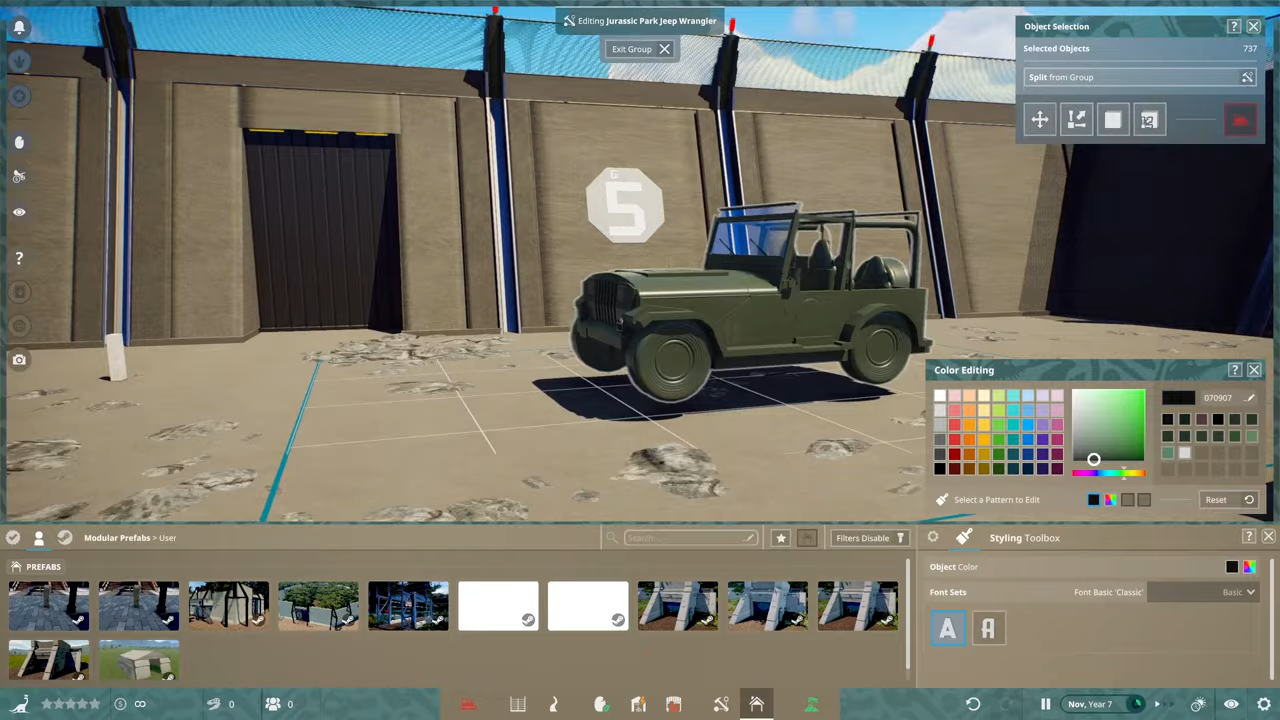 Editing Jurassic Park Jeep Wrangler
Exit Group
Object Selection
?
Selected Objects 737
Split from Group
5
?
Color Editing ?
070907
Select a Pattern to Edit
Reset
Modular Prefabs > User
Search...
Filters Disable
Styling Toolbox ?
PREFABS
Object Color
Font Sets Font Basic 'Classic' Basic
A
∞
0
0
Nov, Year 7